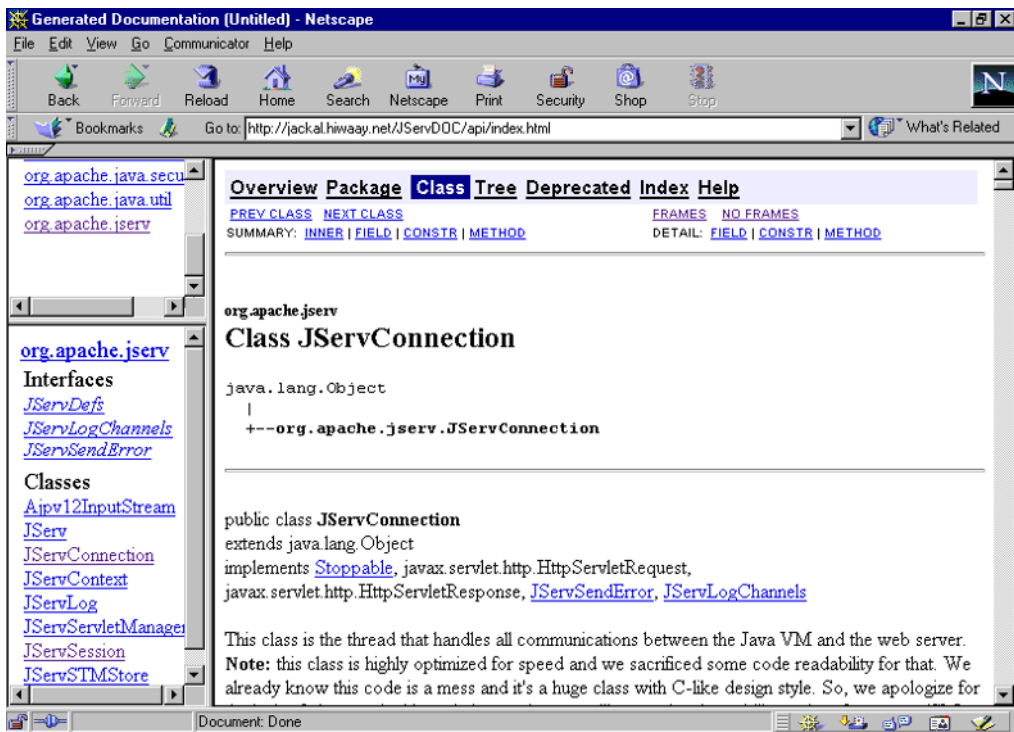 Generated Documentation (Untitled) - Netscape
File Edit View Go Communicator Help
Back Forward Reload Home Search Netscape Print Security Shop Stop
My
N
Bookmarks Go to: http://jackal.hiwaay.net/JServDOC/api/index.html What's Related
org.apache.java.secu
org.apache.java.util
org.apache.jserv
org.apache.jserv
Interfaces
JServDefs
JServLogChannels
JServSendError
Classes
Ajpv12InputStream
JServ
JServConnection
JServContext
JServLog
JServServletManager
JServSession
JServSTMStore
Overview Package Class Tree Deprecated Index Help
PREV CLASS NEXT CLASS FRAMES NO FRAMES
SUMMARY: INNER | FIELD | CONSTR | METHOD DETAIL: FIELD | CONSTR | METHOD
org.apache.jserv
Class JServConnection
java.lang.Object
|
+--org.apache.jserv.JServConnection
public class JServConnection
extends java.lang.Object
implements Stoppable, javax.servlet.http.HttpServletRequest,
javax.servlet.http.HttpServletResponse, JServSendError, JServLogChannels
This class is the thread that handles all communications between the Java VM and the web server.
Note: this class is highly optimized for speed and we sacrificed some code readability for that. We
already know this code is a mess and it's a huge class with C-like design style. So, we apologize for
Document: Done